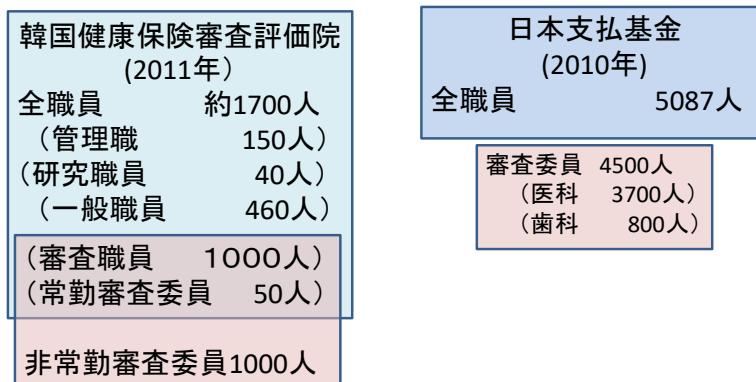 韓国健康保険審査評価院
(2011年）
全職員 約1700人
（管理職 150人）
（研究職員 40人）
（一般職員 460人）
（審査職員 １０００人）
（常勤審査委員 50人）
非常勤審査委員1000人
日本支払基金
(2010年)
全職員 5087人
審査委員 4500人
（医科 3700人）
（歯科 800人）